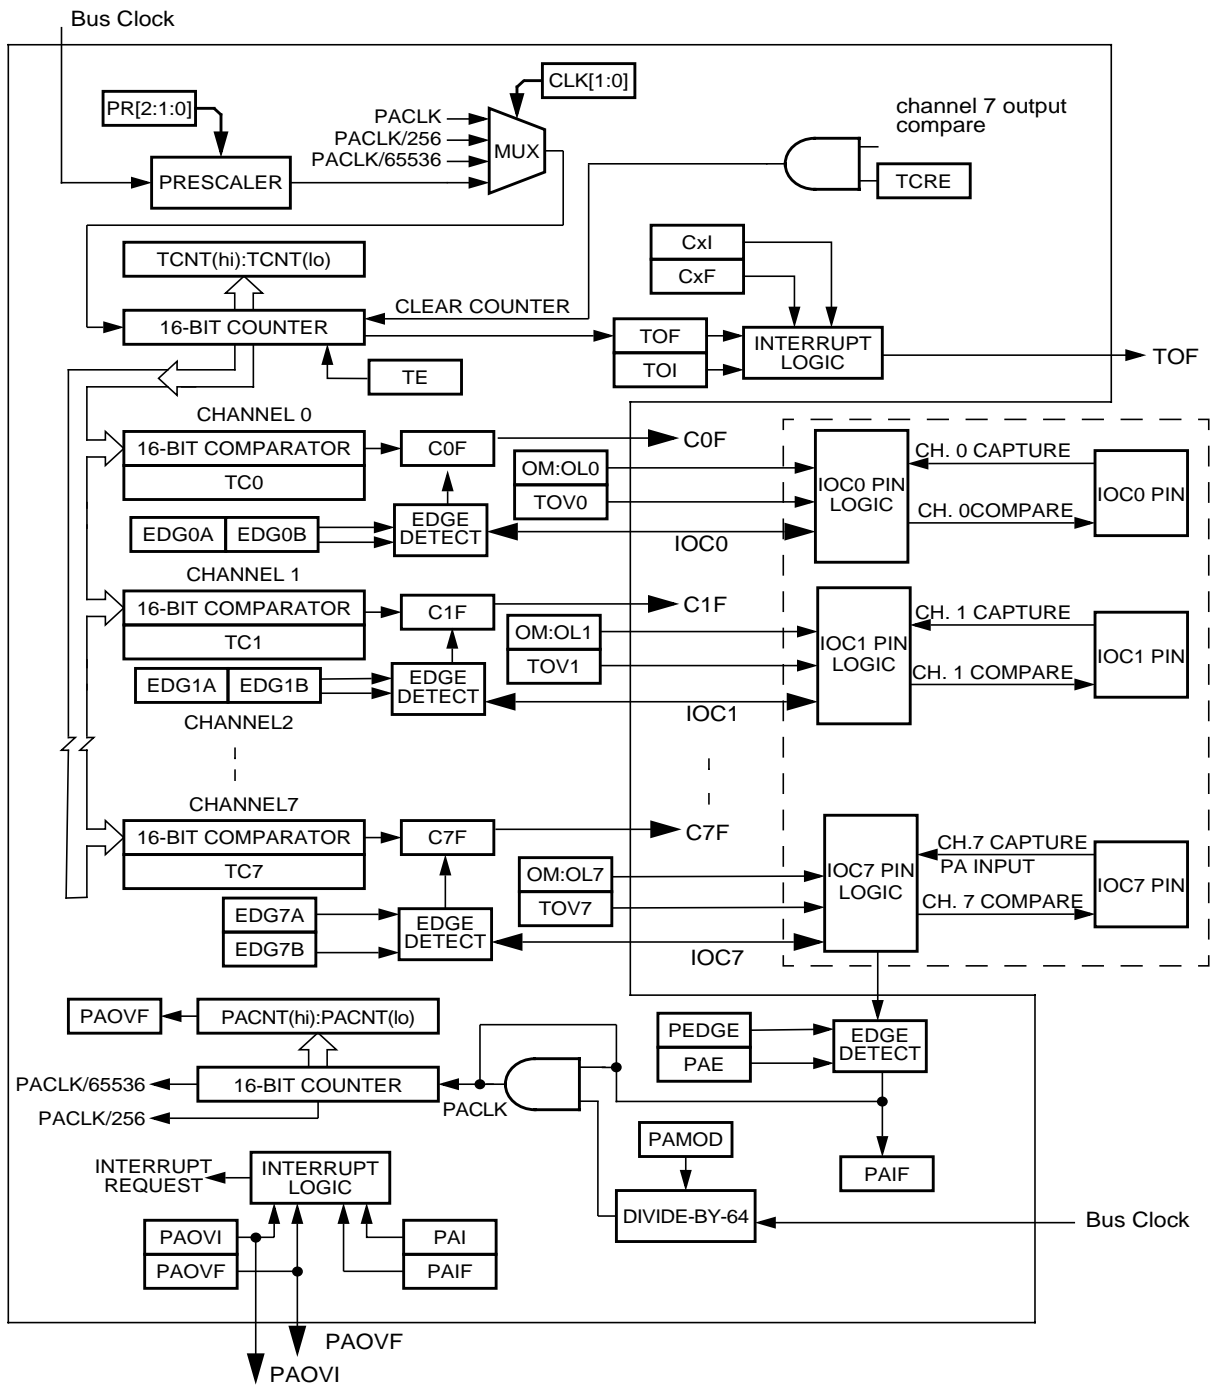 Bus Clock
CLK[1:0]
PR[2:1:0]
PACLK
PACLK/256
PACLK/65536
MUX
PRESCALER
channel 7 output
compare
TCRE
CxI
CxF
TCNT(hi):TCNT(lo)
CLEAR COUNTER
16-BIT COUNTER
TOF
TOI
INTERRUPT
LOGIC
TOF
TE
CHANNEL 0
16-BIT COMPARATOR
TC0
C0F
C0F
OM:OL0
TOV0
EDG0A
EDG0B
EDGE
DETECT
IOC0
IOC0 PIN
LOGIC
CH. 0 CAPTURE
CH. 0COMPARE
IOC0 PIN
CHANNEL 1
16-BIT COMPARATOR
TC1
C1F
C1F
OM:OL1
TOV1
EDG1A
EDG1B
EDGE
DETECT
IOC1
IOC1 PIN
LOGIC
CH. 1 CAPTURE
CH. 1 COMPARE
IOC1 PIN
CHANNEL2
CHANNEL7
16-BIT COMPARATOR
TC7
C7F
C7F
OM:OL7
TOV7
EDG7A
EDG7B
EDGE
DETECT
IOC7
IOC7 PIN
LOGIC
CH.7 CAPTURE
PA INPUT
CH. 7 COMPARE
IOC7 PIN
PAOVF
PACNT(hi):PACNT(lo)
PEDGE
PAE
EDGE
DETECT
PACLK/65536
16-BIT COUNTER
PACLK
PACLK/256
PAMOD
PAIF
INTERRUPT
REQUEST
INTERRUPT
LOGIC
DIVIDE-BY-64
Bus Clock
PAOVI
PAOVF
PAI
PAIF
PAOVF
PAOVI